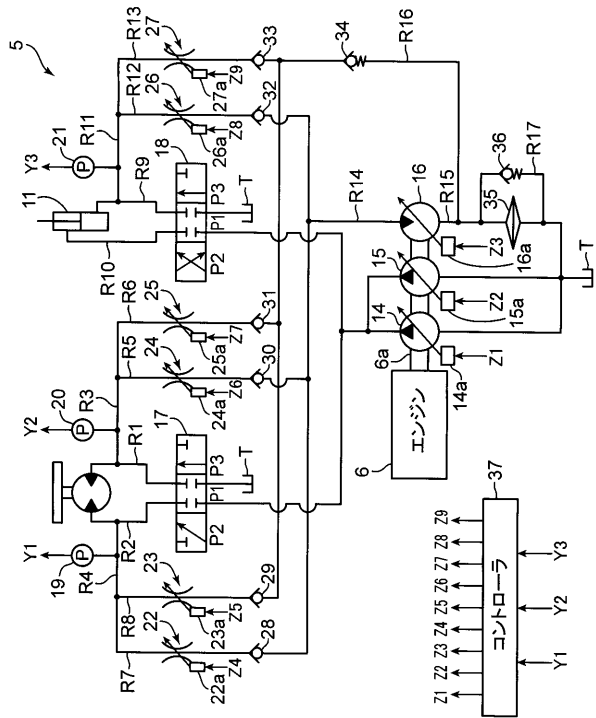 5
Y1
Y2
Y3
19
P
20
P
21
P
11
R4
R3
R11
R2
R1
R10
R9
R7
R8
R5
R6
R12
R13
22
23
24
25
26
27
22a
23a
24a
25a
26a
27a
Z4
Z5
Z6
Z7
Z8
Z9
17
P2
P1
P3
T
18
P2
P1
P3
T
28
29
30
31
32
33
34
R16
R14
R15
R17
36
35
16
15
14
16a
15a
14a
Z3
Z2
Z1
T
6a
6
エンジン
37
コントローラ
Z1
Z2
Z3
Z4
Z5
Z6
Z7
Z8
Z9
Y1
Y2
Y3